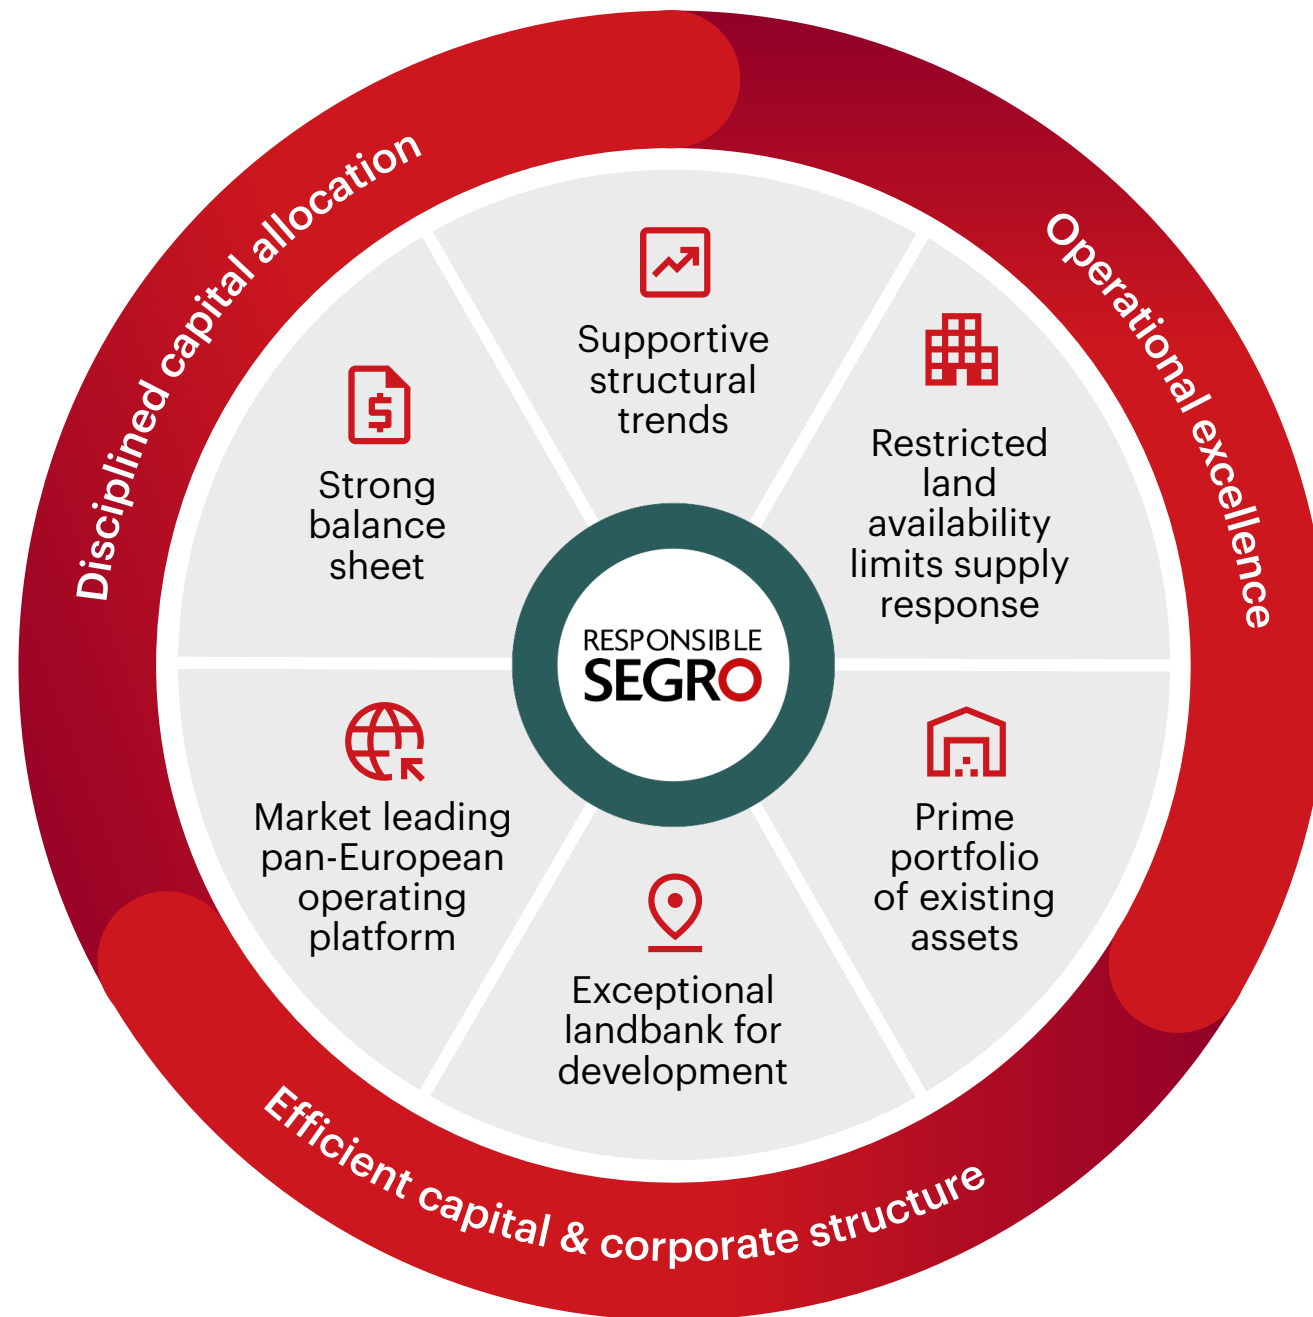 Disciplined capital allocation
Operational excellence
Efficient capital & corporate structure
Supportive
structural
trends
Restricted
land
availability
limits supply
response
Prime
portfolio
of existing
assets
Exceptional
landbank for
development
Market leading
pan-European
operating
platform
Strong
balance
sheet
RESPONSIBLE
SEGRO